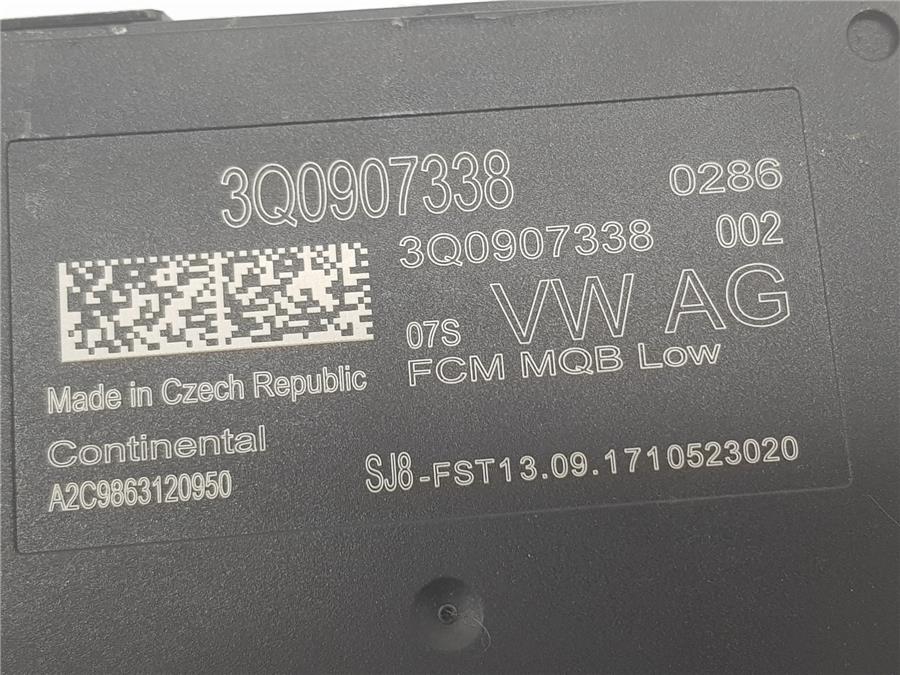 3Q0907338 0286
3Q0907338 002
07S VW AG
FCM MQB Low
Made in Czech Republic
Continental
A2C9863120950
SJ8-FST13.09.1710523020